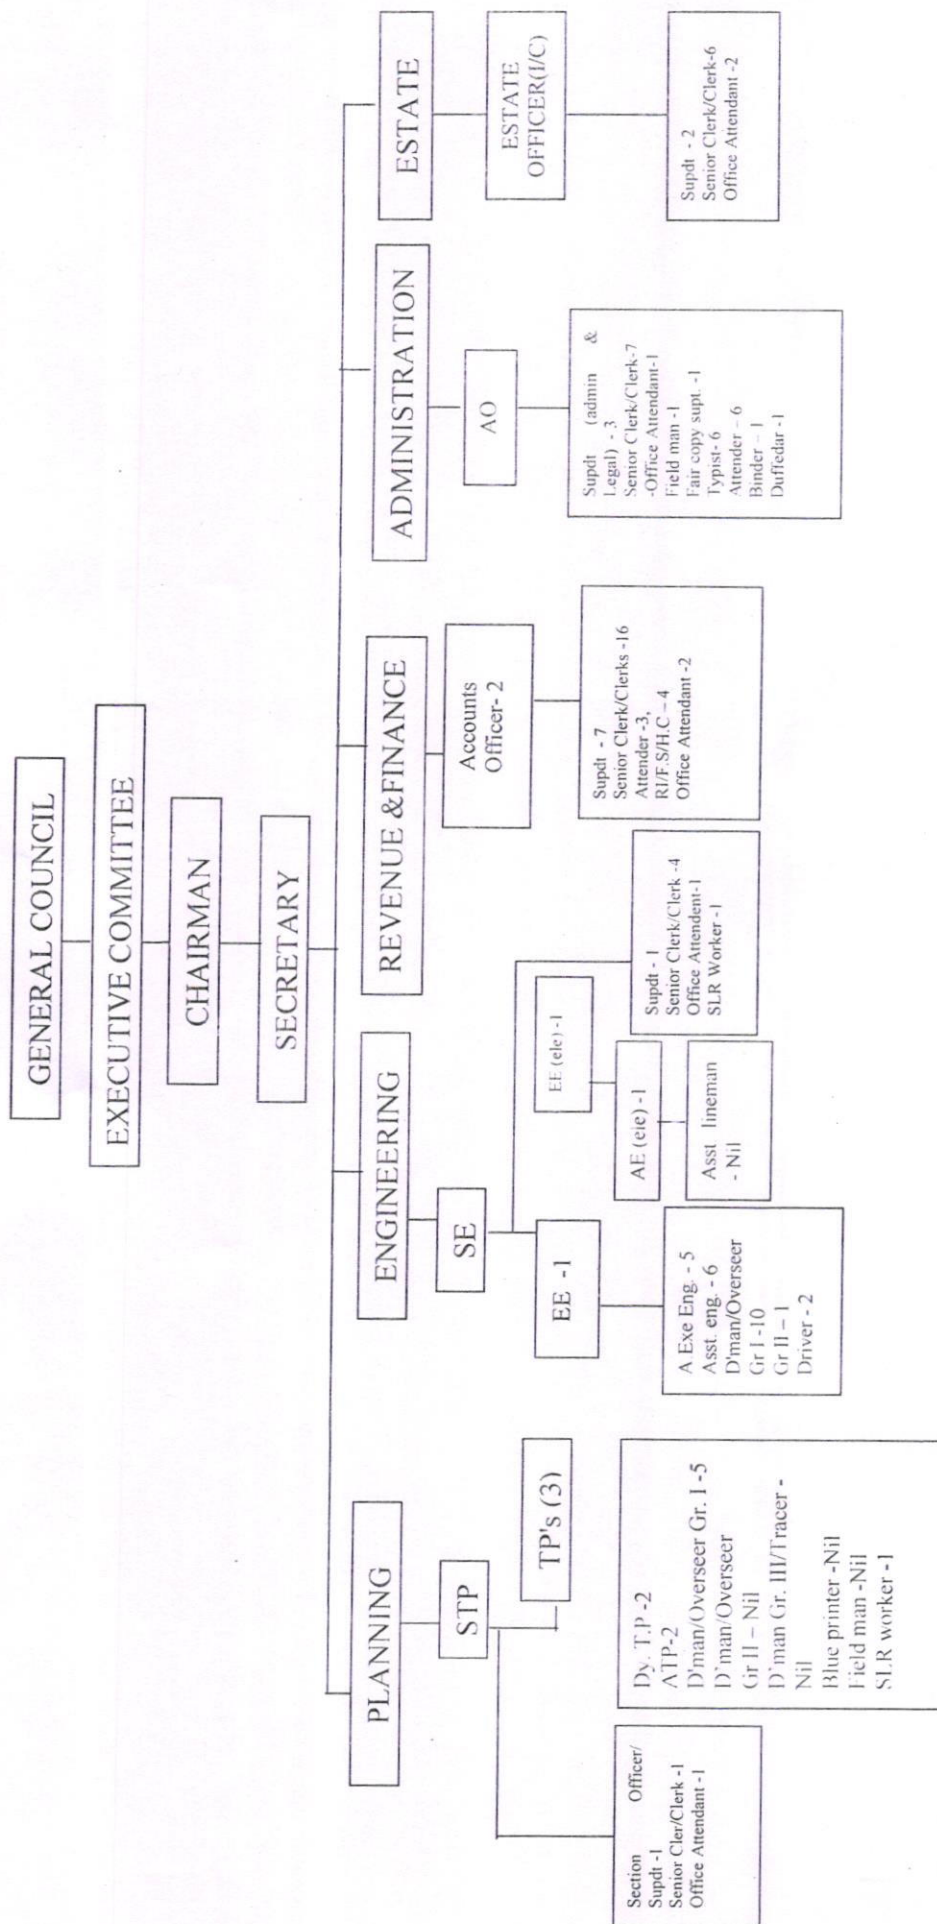 GENERAL COUNCIL
EXECUTIVE COMMITTEE
CHAIRMAN
SECRETARY
PLANNING
STP
TP's (3)
Section Officer/
Supdt -1
Senior Cler/Clerk -1
Office Attendant -1
Dy. T.P -2
ATP-2
D'man/Overseer Gr. I -5
D'man/Overseer
Gr II – Nil
D'man Gr. III/Tracer -
Nil
Blue printer -Nil
Field man -Nil
SLR worker -1
ENGINEERING
SE
EE -1
A Exe Eng. - 5
Asst. eng. - 6
D'man/Overseer
Gr I -10
Gr II – 1
Driver - 2
EE (ele) -1
AE (eie) -1
Asst. lineman
- Nil
Supdt - 1
Senior Clerk/Clerk -4
Office Attendent-1
SLR Worker -1
REVENUE &FINANCE
Accounts
Officer- 2
Supdt - 7
Senior Clerk/Clerks -16
Attender -3,
RI/F.S/H.C – 4
Office Attendant -2
ADMINISTRATION
AO
Supdt (admin &
Legal) - 3
Senior Clerk/Clerk-7
-Office Attendant-1
Field man -1
Fair copy supt. -1
Typist- 6
Attender – 6
Binder – 1
Duffedar -1
ESTATE
ESTATE
OFFICER(I/C)
Supdt - 2
Senior Clerk/Clerk-6
Office Attendant -2